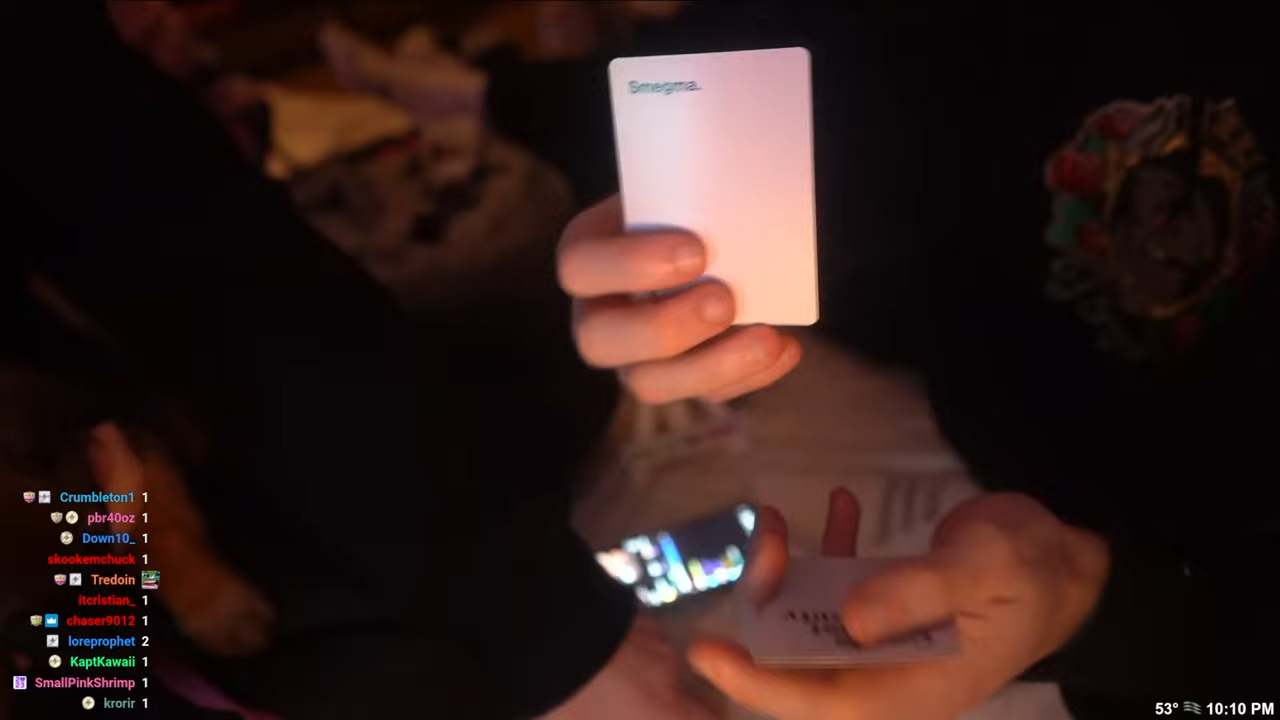 Smegma.
Crumbleton1 1
pbr40oz 1
Down10_ 1
skookemchuck 1
Tredoin
itcristian_ 1
chaser9012 1
loreprophet 2
KaptKawaii 1
SmallPinkShrimp 1
krorir 1
53° 10:10 PM